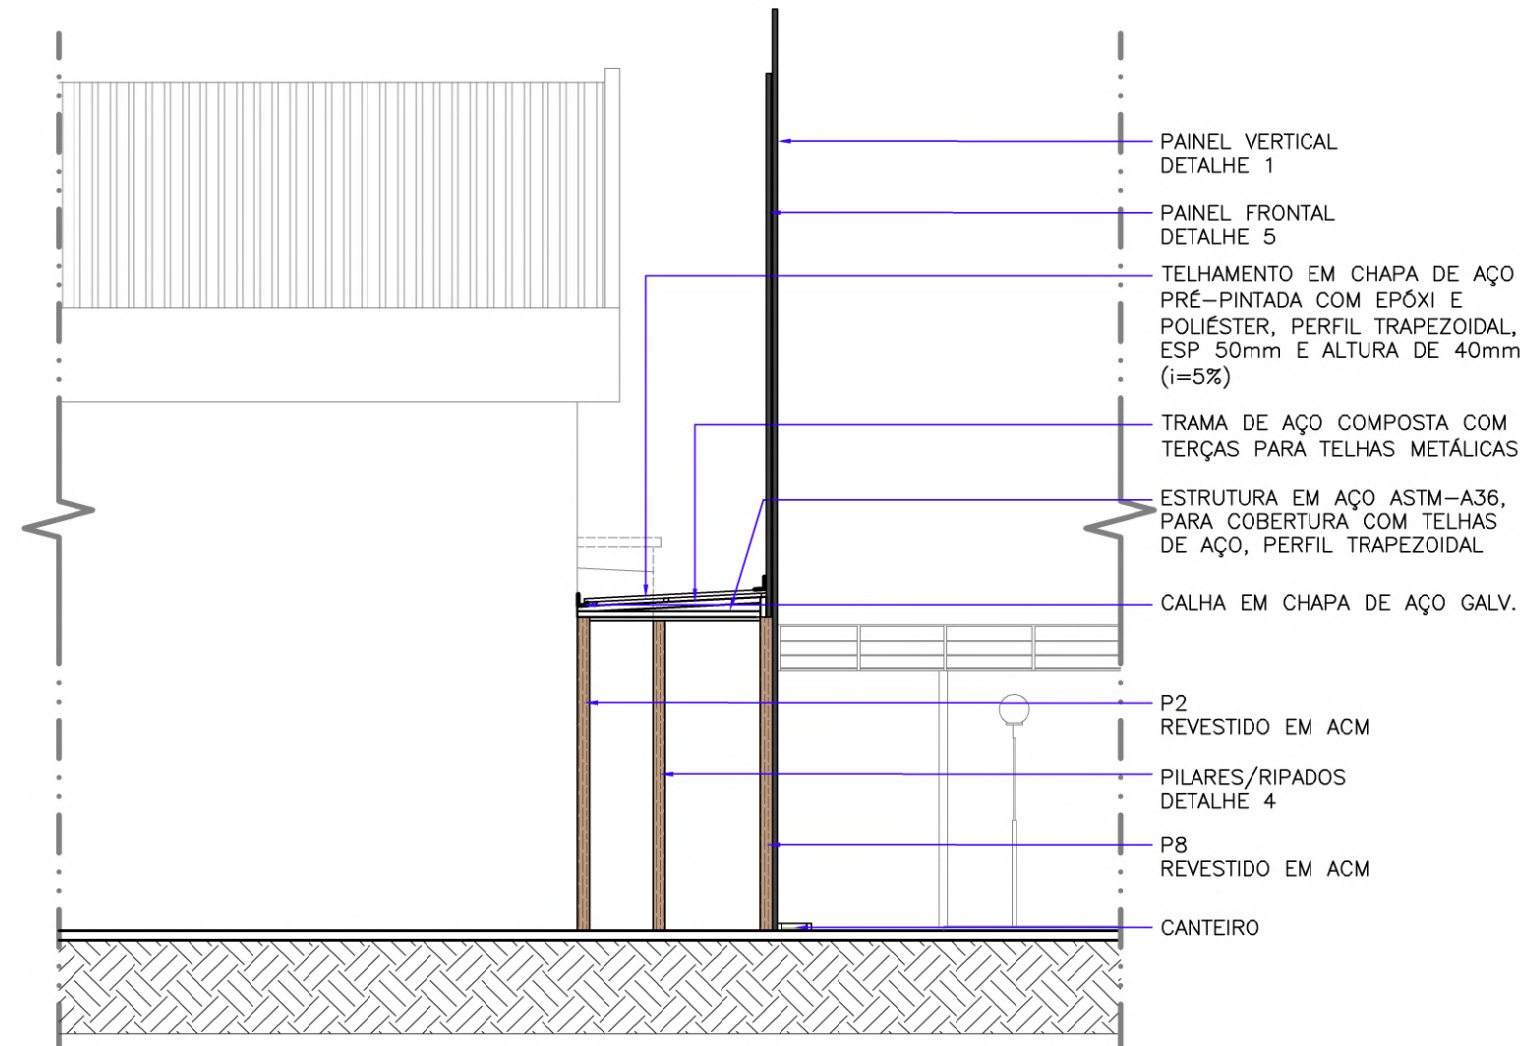 PAINEL VERTICAL
DETALHE 1
PAINEL FRONTAL
DETALHE 5
TELHAMENTO EM CHAPA DE AÇO
PRÉ-PINTADA COM EPÓXI E
POLIÉSTER, PERFIL TRAPEZOIDAL,
ESP 50mm E ALTURA DE 40mm
(i=5%)
TRAMA DE AÇO COMPOSTA COM
TERÇAS PARA TELHAS METÁLICAS
ESTRUTURA EM AÇO ASTM-A36,
PARA COBERTURA COM TELHAS
DE AÇO, PERFIL TRAPEZOIDAL
CALHA EM CHAPA DE AÇO GALV.
P2
REVESTIDO EM ACM
PILARES/RIPADOS
DETALHE 4
P8
REVESTIDO EM ACM
CANTEIRO